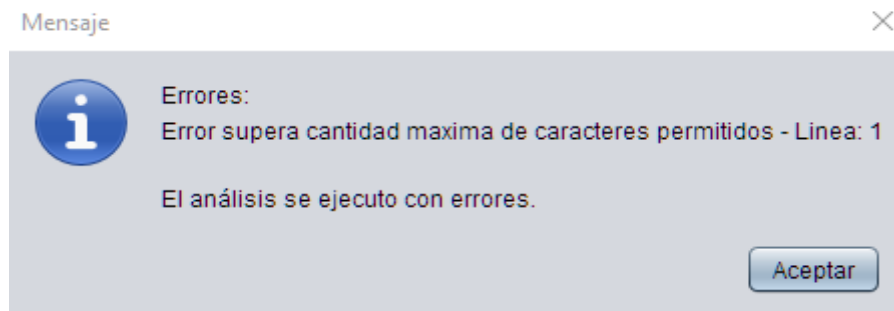 Mensaje
Errores:
Error supera cantidad maxima de caracteres permitidos - Linea: 1
El análisis se ejecuto con errores.
Aceptar